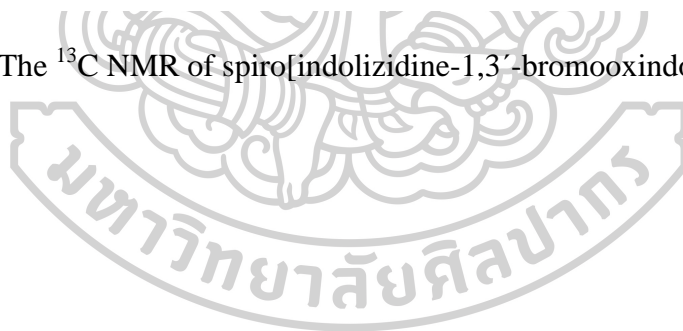 The ¹³C NMR of spiro[indolizidine-1,3´-bromooxindo
มหาวิทยาลัยศิลปากร